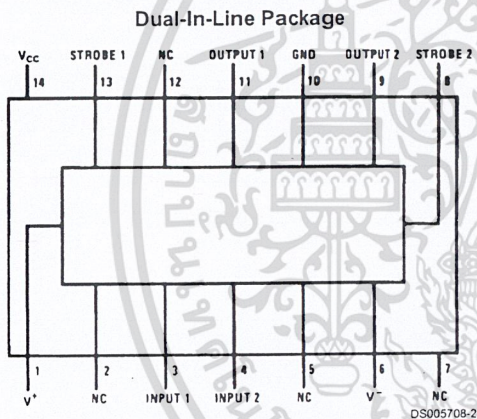 Dual-In-Line Package
VCC STROBE 1 NC OUTPUT 1 GND OUTPUT 2 STROBE 2
14 13 12 11 10 9 8
1 2 3 4 5 6 7
V+ NC INPUT 1 INPUT 2 NC V− NC
DS005708-2